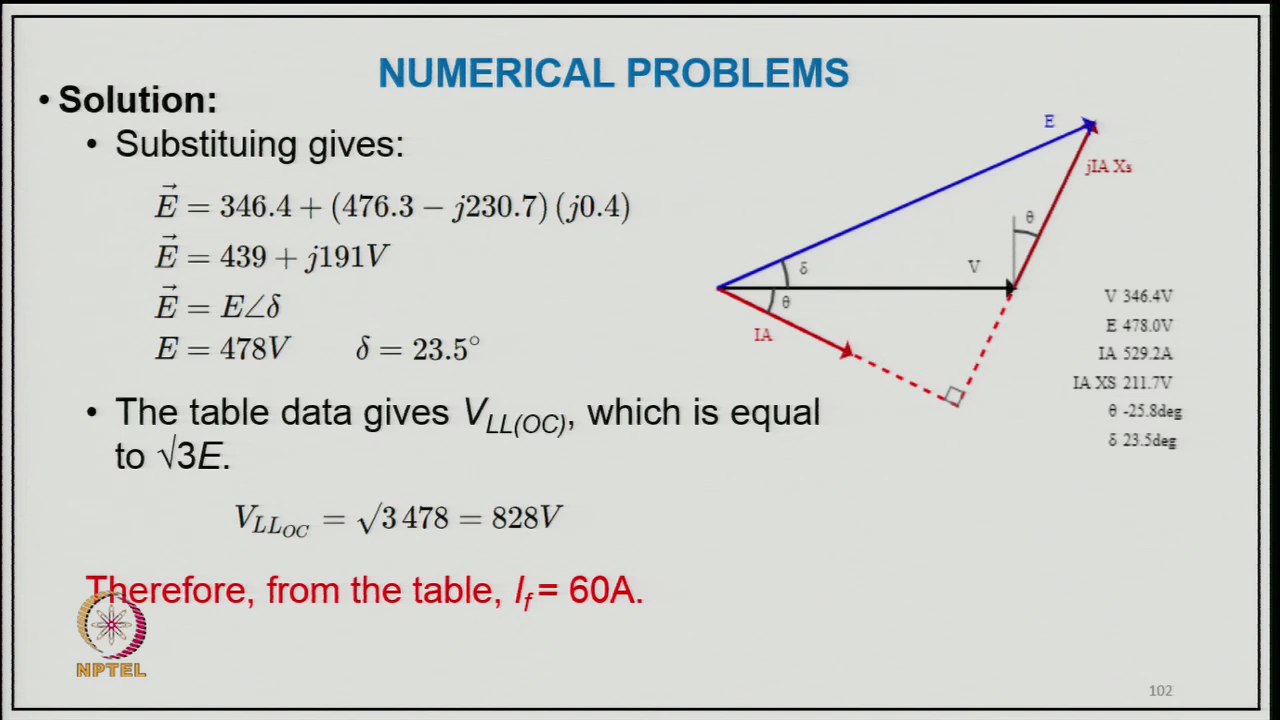 NUMERICAL PROBLEMS
• Solution:
• Substituing gives:
E⃗ = 346.4 + (476.3 − j230.7) (j0.4)
E⃗ = 439 + j191V
E⃗ = E∠δ
E = 478V δ = 23.5°
• The table data gives V_LL(OC), which is equal
to √3E.
V_LL_OC = √3 478 = 828V
Therefore, from the table, I_f = 60A.
NPTEL
E
jIA Xs
θ
δ
V
θ
IA
V 346.4V
E 478.0V
IA 529.2A
IA XS 211.7V
θ -25.8deg
δ 23.5deg
102